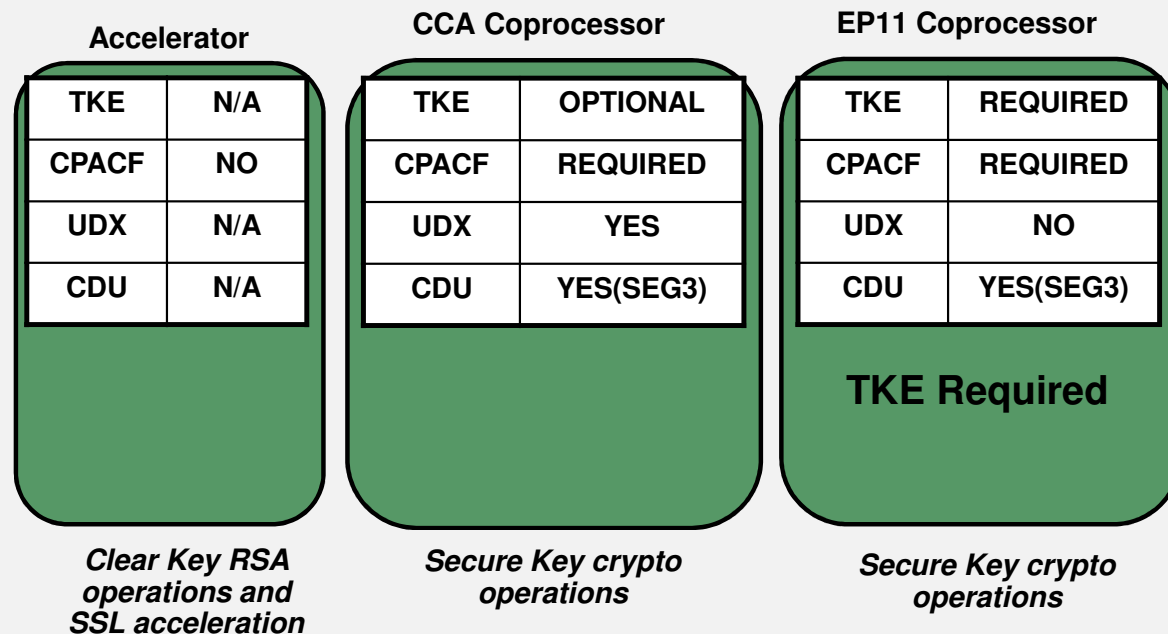 Accelerator
TKE N/A
CPACF NO
UDX N/A
CDU N/A
Clear Key RSA
operations and
SSL acceleration
CCA Coprocessor
TKE OPTIONAL
CPACF REQUIRED
UDX YES
CDU YES(SEG3)
Secure Key crypto
operations
EP11 Coprocessor
TKE REQUIRED
CPACF REQUIRED
UDX NO
CDU YES(SEG3)
TKE Required
Secure Key crypto
operations